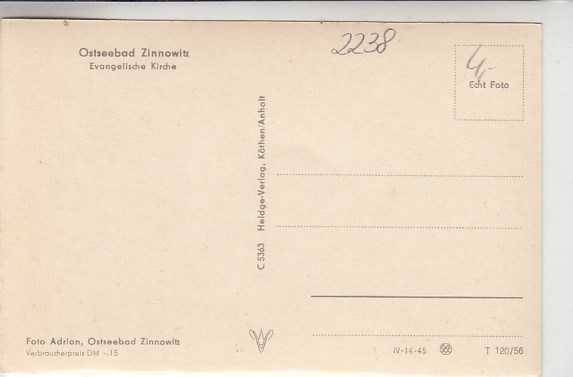 Ostseebad Zinnowitz
Evangelische Kirche
2238
4,-
Echt Foto
C 5363 Heldge-Verlag, Köthen/Anhalt
Foto Adrion, Ostseebad Zinnowitz
Verbraucherpreis DM -.15
IV-14-45
T 120/56